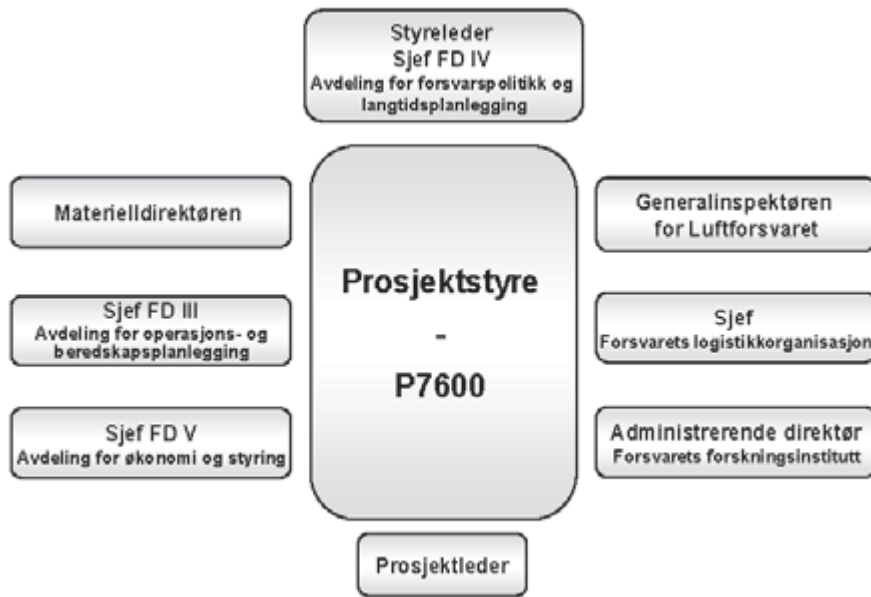 Styreleder
Sjef FD IV
Avdeling for forsvarspolitikk og
langtidsplanlegging
Materielldirektøren
Sjef FD III
Avdeling for operasjons- og
beredskapsplanlegging
Sjef FD V
Avdeling for økonomi og styring
Prosjektstyre
-
P7600
Generalinspektøren
for Luftforsvaret
Sjef
Forsvarets logistikkorganisasjon
Administrerende direktør
Forsvarets forskningsinstitutt
Prosjektleder